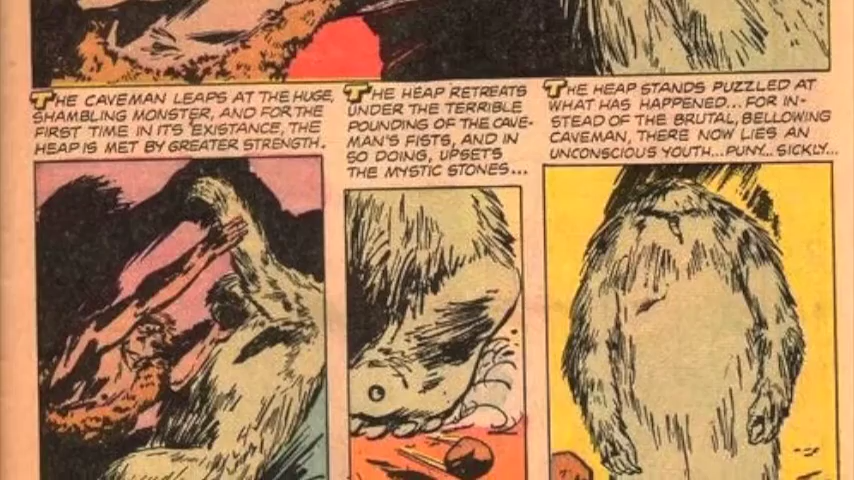 THE CAVEMAN LEAPS AT THE HUGE,
SHAMBLING MONSTER, AND FOR THE
FIRST TIME IN ITS EXISTANCE, THE
HEAP IS MET BY GREATER STRENGTH.
THE HEAP RETREATS
UNDER THE TERRIBLE
POUNDING OF THE CAVE-
MAN'S FISTS, AND IN
SO DOING, UPSETS
THE MYSTIC STONES...
THE HEAP STANDS PUZZLED AT
WHAT HAS HAPPENED... FOR IN-
STEAD OF THE BRUTAL, BELLOWING
CAVEMAN, THERE NOW LIES AN
UNCONSCIOUS YOUTH... PUNY... SICKLY...